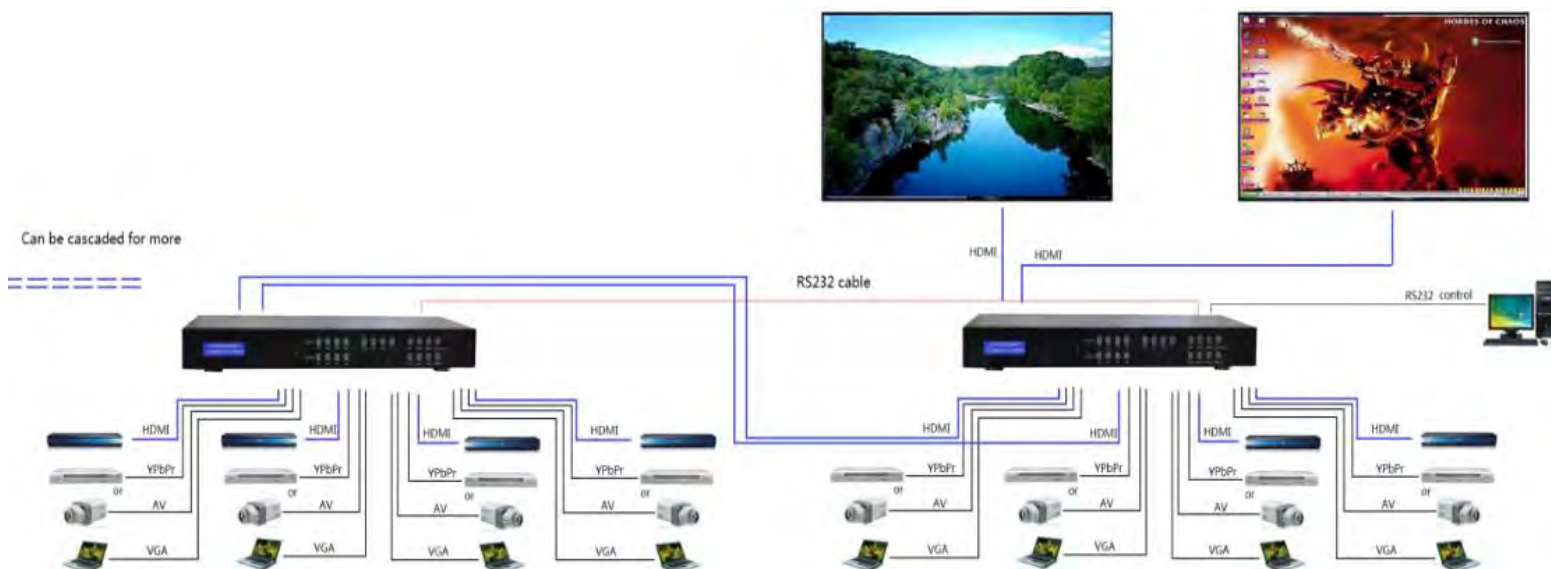 HORDES OF CHAOS
Can be cascaded for more
HDMI
HDMI
RS232 cable
RS232 control
HDMI
HDMI
HDMI
HDMI
HDMI
HDMI
HDMI
HDMI
YPbPr
YPbPr
YPbPr
YPbPr
YPbPr
YPbPr
YPbPr
YPbPr
or
or
or
or
or
or
or
or
AV
AV
AV
AV
AV
AV
AV
AV
VGA
VGA
VGA
VGA
VGA
VGA
VGA
VGA